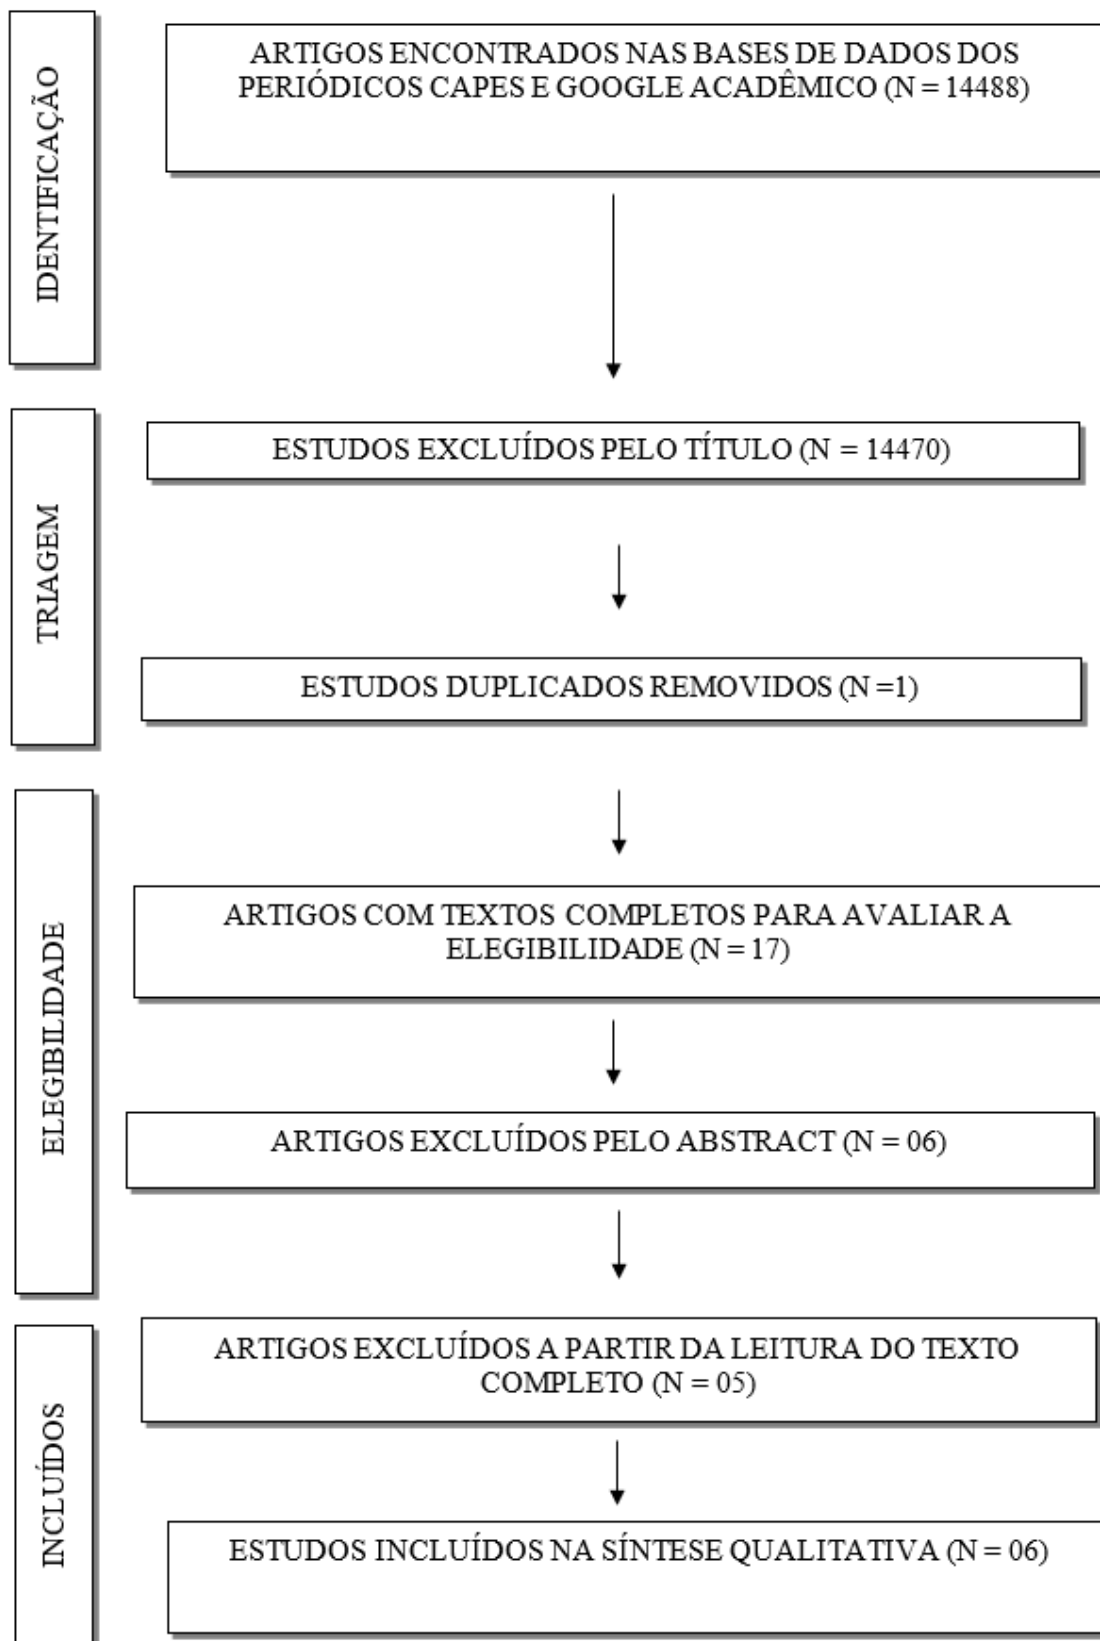 IDENTIFICAÇÃO
ARTIGOS ENCONTRADOS NAS BASES DE DADOS DOS
PERIÓDICOS CAPES E GOOGLE ACADÊMICO (N = 14488)
TRIAGEM
ESTUDOS EXCLUÍDOS PELO TÍTULO (N = 14470)
ESTUDOS DUPLICADOS REMOVIDOS (N =1)
ELEGIBILIDADE
ARTIGOS COM TEXTOS COMPLETOS PARA AVALIAR A
ELEGIBILIDADE (N = 17)
ARTIGOS EXCLUÍDOS PELO ABSTRACT (N = 06)
INCLUÍDOS
ARTIGOS EXCLUÍDOS A PARTIR DA LEITURA DO TEXTO
COMPLETO (N = 05)
ESTUDOS INCLUÍDOS NA SÍNTESE QUALITATIVA (N = 06)